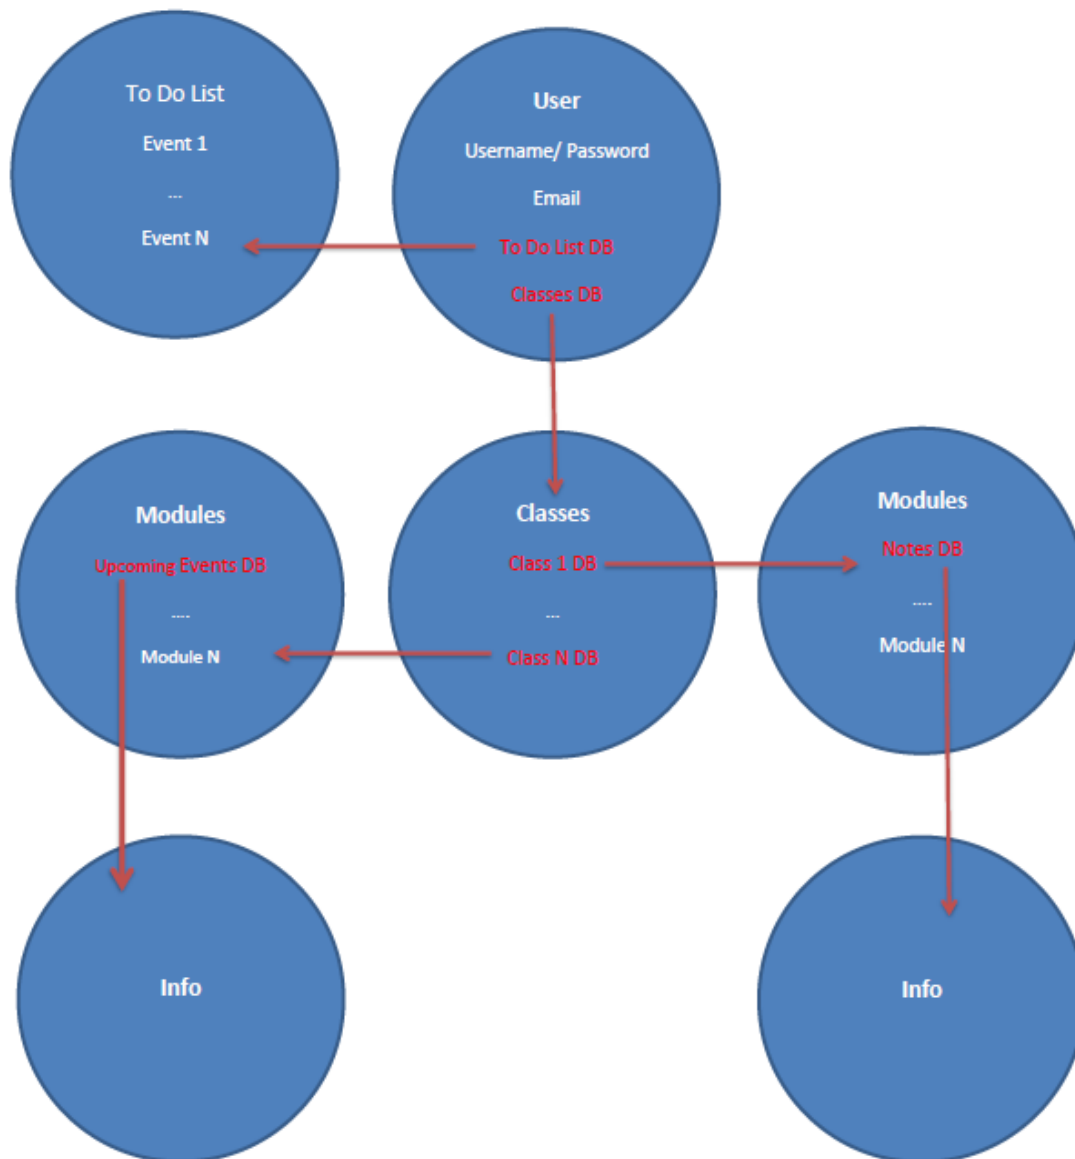 To Do List
Event 1
...
Event N
User
Username/ Password
Email
To Do List DB
Classes DB
Modules
Upcoming Events DB
....
Module N
Classes
Class 1 DB
...
Class N DB
Modules
Notes DB
....
Module N
Info
Info